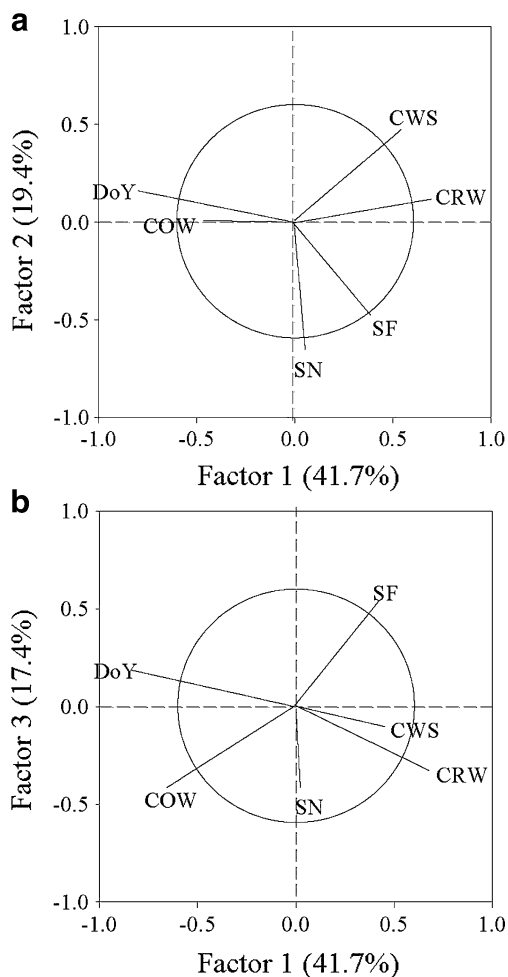 a
1.0
0.5
0.0
-0.5
-1.0
Factor 2 (19.4%)
CWS
DoY
CRW
COW
SF
SN
-1.0 -0.5 0.0 0.5 1.0
Factor 1 (41.7%)
b
1.0
0.5
0.0
-0.5
-1.0
Factor 3 (17.4%)
SF
DoY
CWS
CRW
COW
SN
-1.0 -0.5 0.0 0.5 1.0
Factor 1 (41.7%)